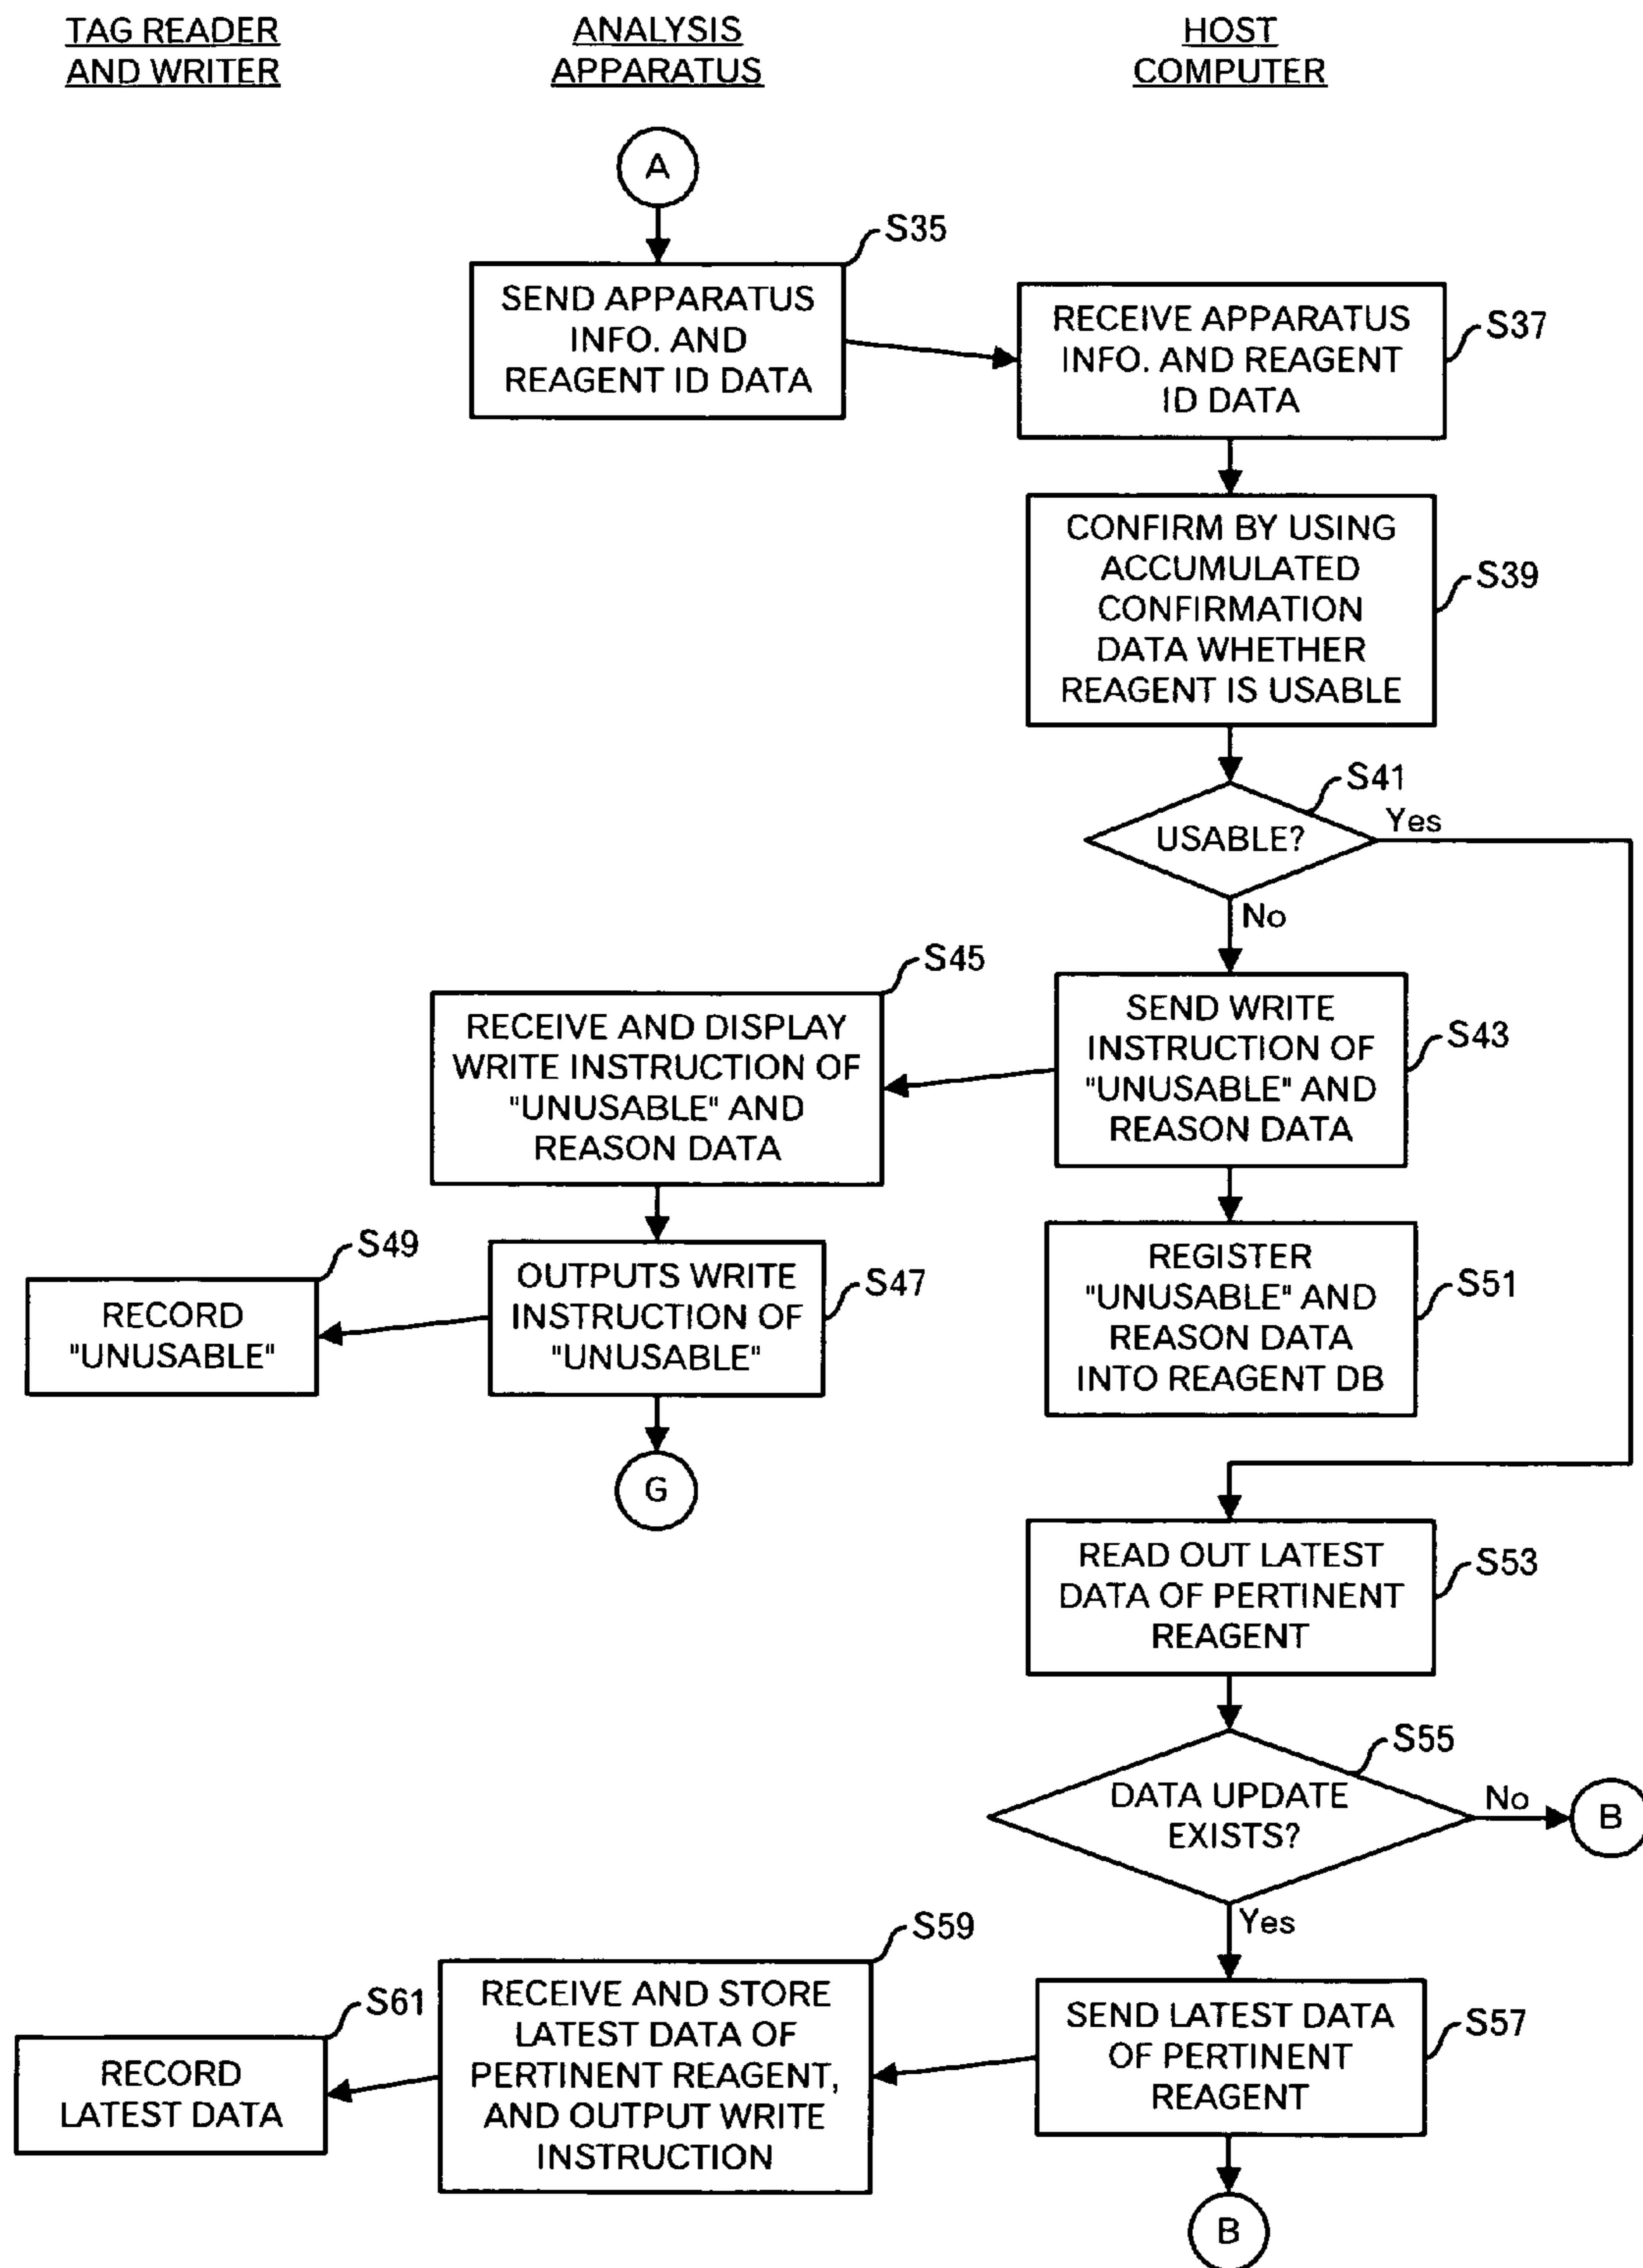 TAG READER
AND WRITER
ANALYSIS
APPARATUS
HOST
COMPUTER
A
S35
SEND APPARATUS
INFO. AND
REAGENT ID DATA
S37
RECEIVE APPARATUS
INFO. AND REAGENT
ID DATA
S39
CONFIRM BY USING
ACCUMULATED
CONFIRMATION
DATA WHETHER
REAGENT IS USABLE
S41
USABLE?
Yes
No
S43
SEND WRITE
INSTRUCTION OF
"UNUSABLE" AND
REASON DATA
S45
RECEIVE AND DISPLAY
WRITE INSTRUCTION OF
"UNUSABLE" AND
REASON DATA
S47
OUTPUTS WRITE
INSTRUCTION OF
"UNUSABLE"
S49
RECORD
"UNUSABLE"
S51
REGISTER
"UNUSABLE" AND
REASON DATA
INTO REAGENT DB
G
S53
READ OUT LATEST
DATA OF PERTINENT
REAGENT
S55
DATA UPDATE
EXISTS?
No
B
Yes
S57
SEND LATEST DATA
OF PERTINENT
REAGENT
S59
RECEIVE AND STORE
LATEST DATA OF
PERTINENT REAGENT,
AND OUTPUT WRITE
INSTRUCTION
S61
RECORD
LATEST DATA
B